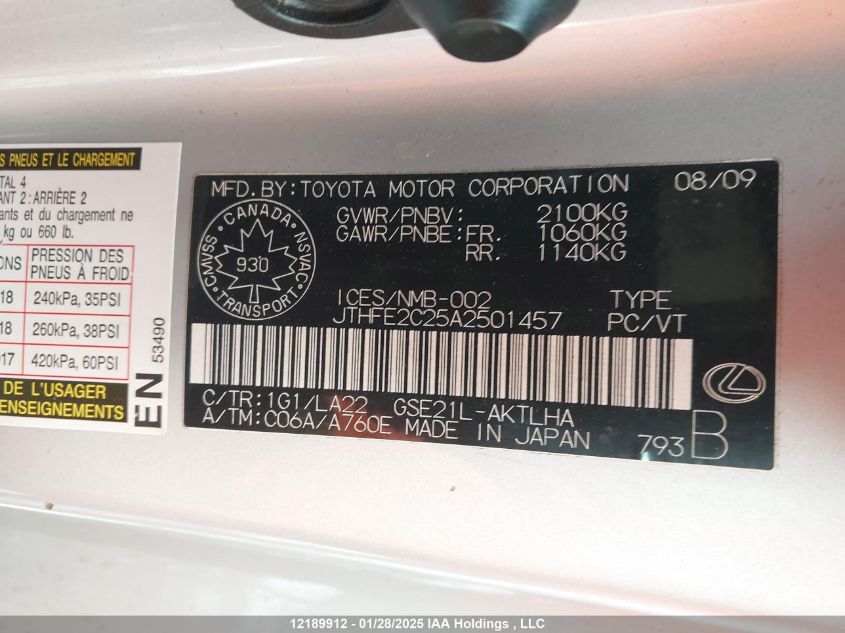 S PNEUS ET LE CHARGEMENT
TAL 4
ANT 2: ARRIÈRE 2
ants et du chargement ne
kg ou 660 lb.
ONS PRESSION DES
PNEUS À FROID
18 240kPa, 35PSI
18 260kPa, 38PSI
017 420kPa, 60PSI
DE L'USAGER
ENSEIGNEMENTS
EN 53490
MFD. BY: TOYOTA MOTOR CORPORATION 08/09
GVWR/PNBV: 2100KG
GAWR/PNBE: FR. 1060KG
RR. 1140KG
CANADA
CMVSS 930 NSVAC
TRANSPORT
ICES/NMB-002 TYPE
JTHFE2C25A2501457 PC/VT
C/TR: 1G1/LA22 GSE21L-AKTLHA
A/TM: C06A/A760E MADE IN JAPAN 793 B
12189912 - 01/28/2025 IAA Holdings , LLC